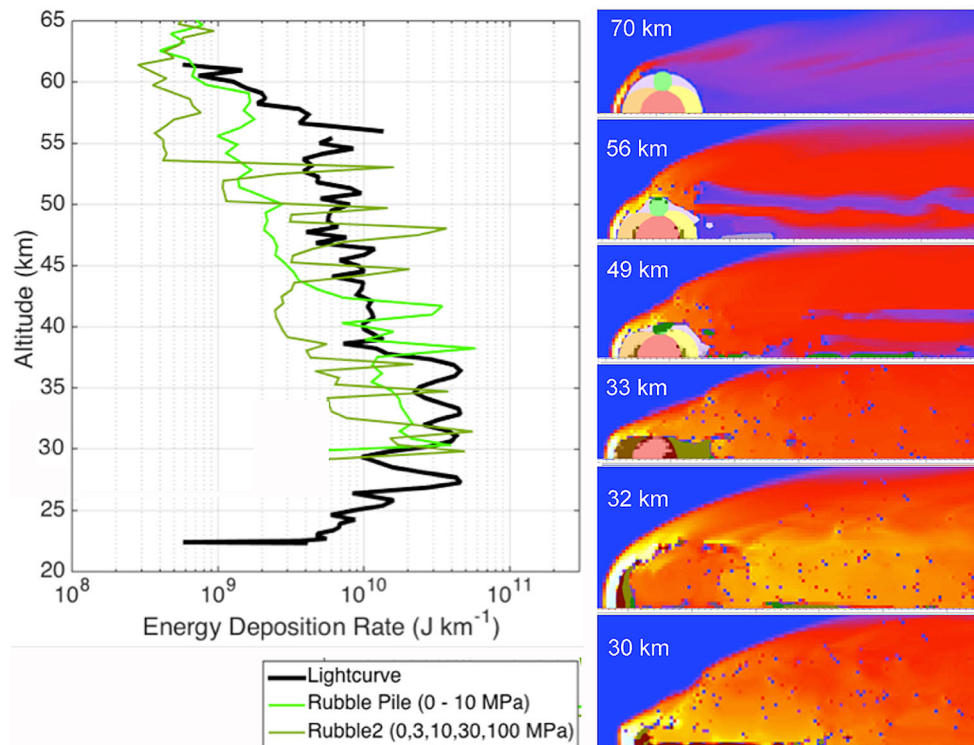 65
60
55
50
45
40
35
30
25
20
Altitude (km)
10^8
10^9
10^10
10^11
Energy Deposition Rate (J km^-1)
Lightcurve
Rubble Pile (0 - 10 MPa)
Rubble2 (0,3,10,30,100 MPa)
70 km
56 km
49 km
33 km
32 km
30 km